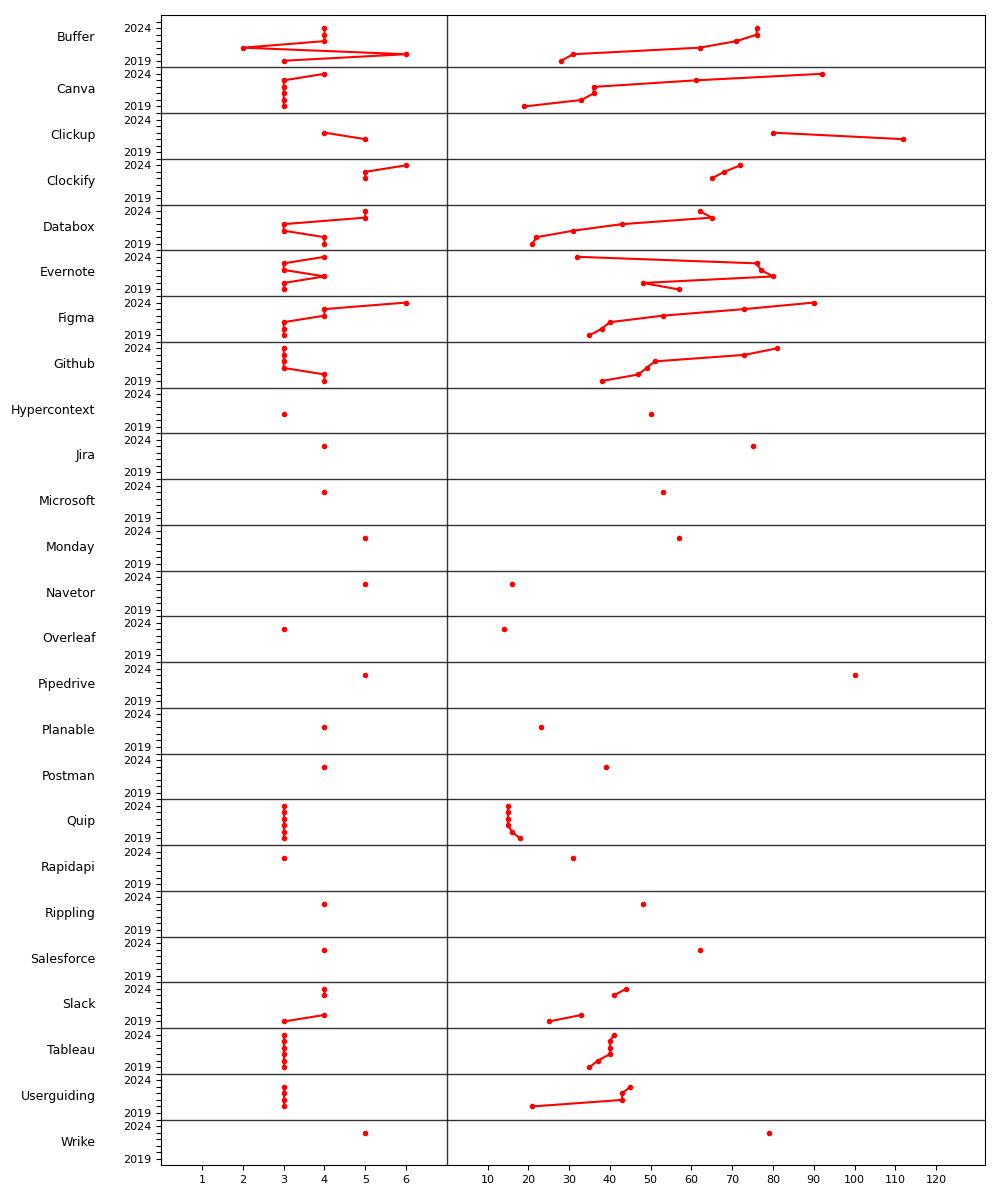 2024
Buffer
2019
2024
Canva
2019
2024
Clickup
2019
2024
Clockify
2019
2024
Databox
2019
2024
Evernote
2019
2024
Figma
2019
2024
Github
2019
2024
Hypercontext
2019
2024
Jira
2019
2024
Microsoft
2019
2024
Monday
2019
2024
Navetor
2019
2024
Overleaf
2019
2024
Pipedrive
2019
2024
Planable
2019
2024
Postman
2019
2024
Quip
2019
2024
Rapidapi
2019
2024
Rippling
2019
2024
Salesforce
2019
2024
Slack
2019
2024
Tableau
2019
2024
Userguiding
2019
2024
Wrike
2019
1 2 3 4 5 6 10 20 30 40 50 60 70 80 90 100 110 120